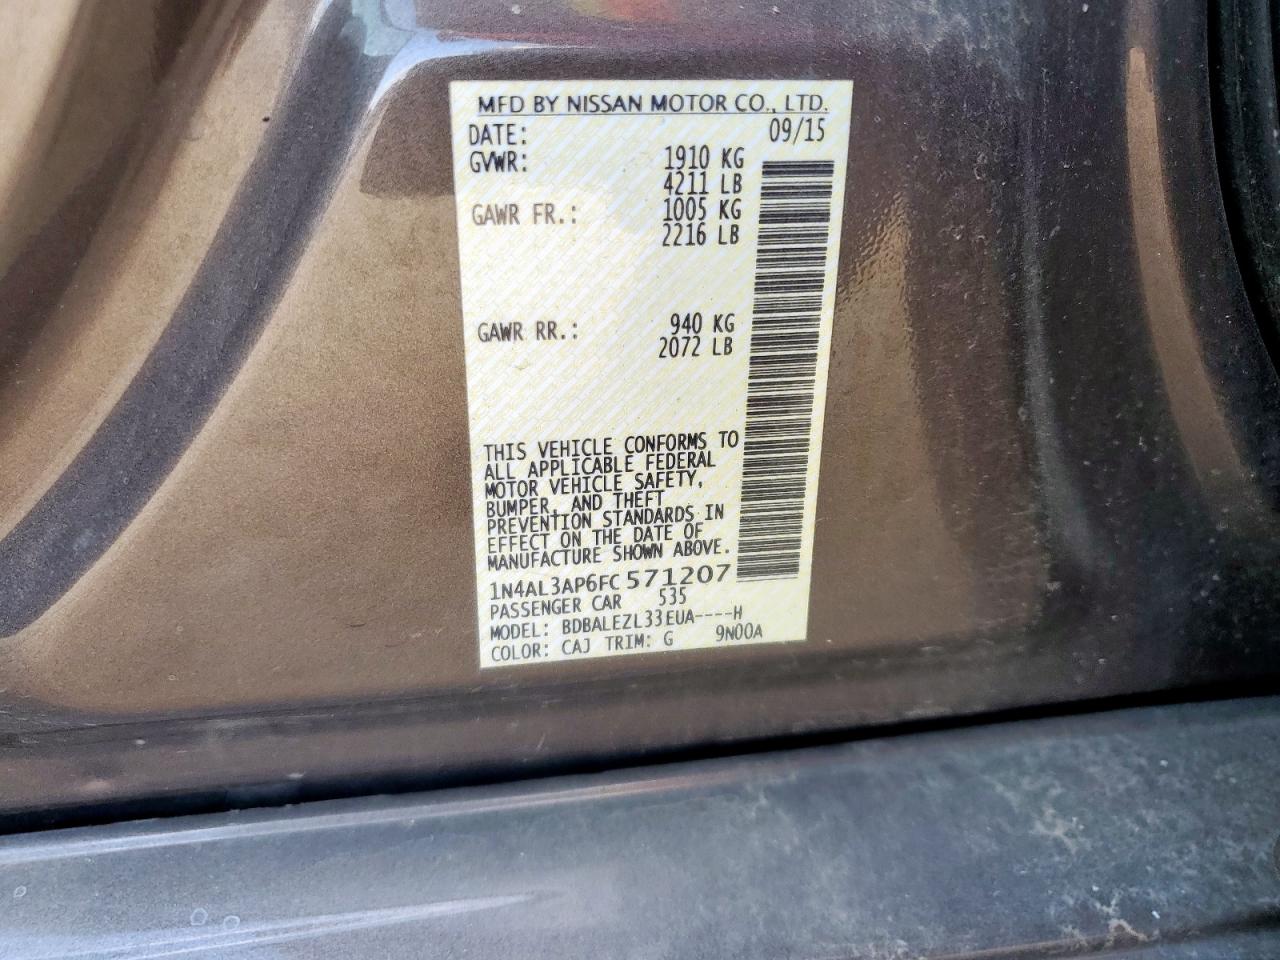 MFD BY NISSAN MOTOR CO., LTD.
DATE: 09/15
GVWR: 1910 KG
4211 LB
GAWR FR.: 1005 KG
2216 LB
GAWR RR.: 940 KG
2072 LB
THIS VEHICLE CONFORMS TO
ALL APPLICABLE FEDERAL
MOTOR VEHICLE SAFETY,
BUMPER, AND THEFT
PREVENTION STANDARDS IN
EFFECT ON THE DATE OF
MANUFACTURE SHOWN ABOVE.
1N4AL3AP6FC571207
PASSENGER CAR 535
MODEL: BDBALEZL33EUA----H
COLOR: CAJ TRIM: G 9N00A